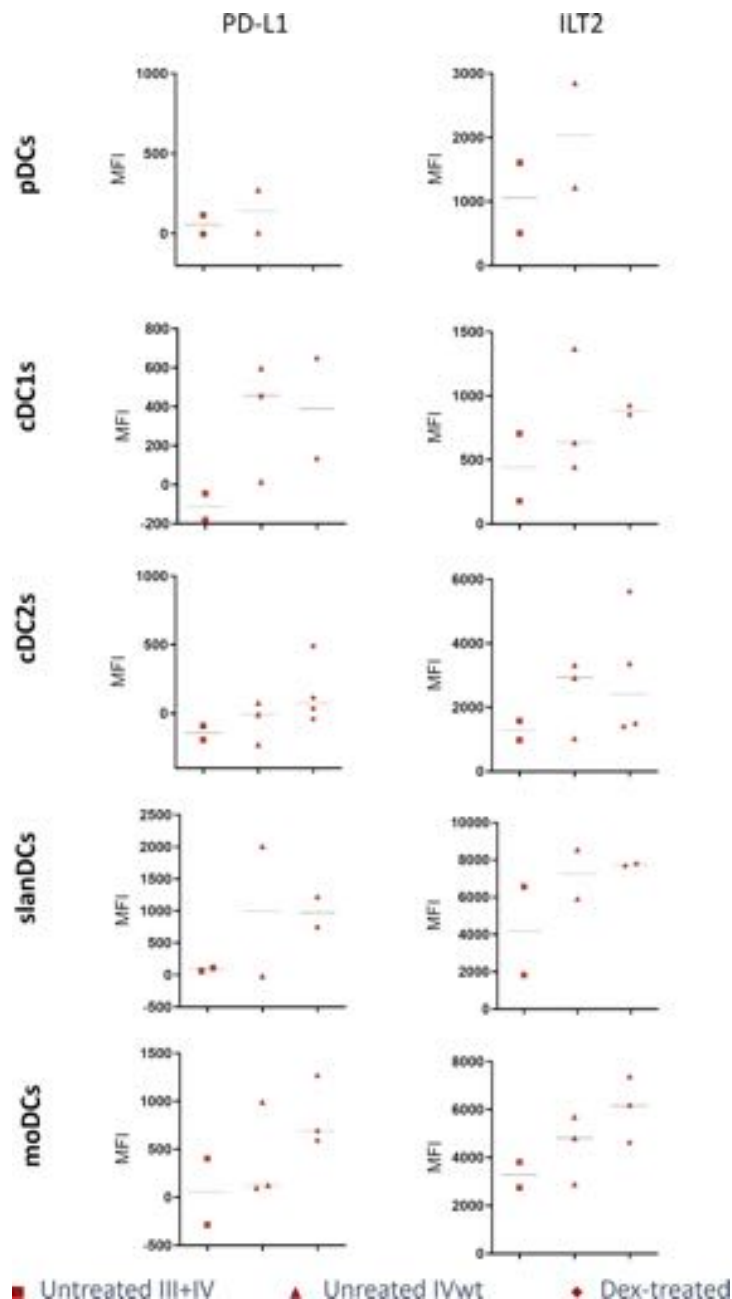 PD-L1 ILT2
pDCs
MFI
1000
500
0
MFI
3000
2000
1000
0
cDC1s
MFI
800
600
400
200
0
-200
MFI
1500
1000
500
0
cDC2s
MFI
1000
500
0
MFI
6000
4000
2000
0
slanDCs
MFI
2500
2000
1500
1000
500
0
-500
MFI
10000
8000
6000
4000
2000
0
moDCs
MFI
1500
1000
500
0
-500
MFI
8000
6000
4000
2000
0
Untreated III+IV Unreated IVwt Dex-treated